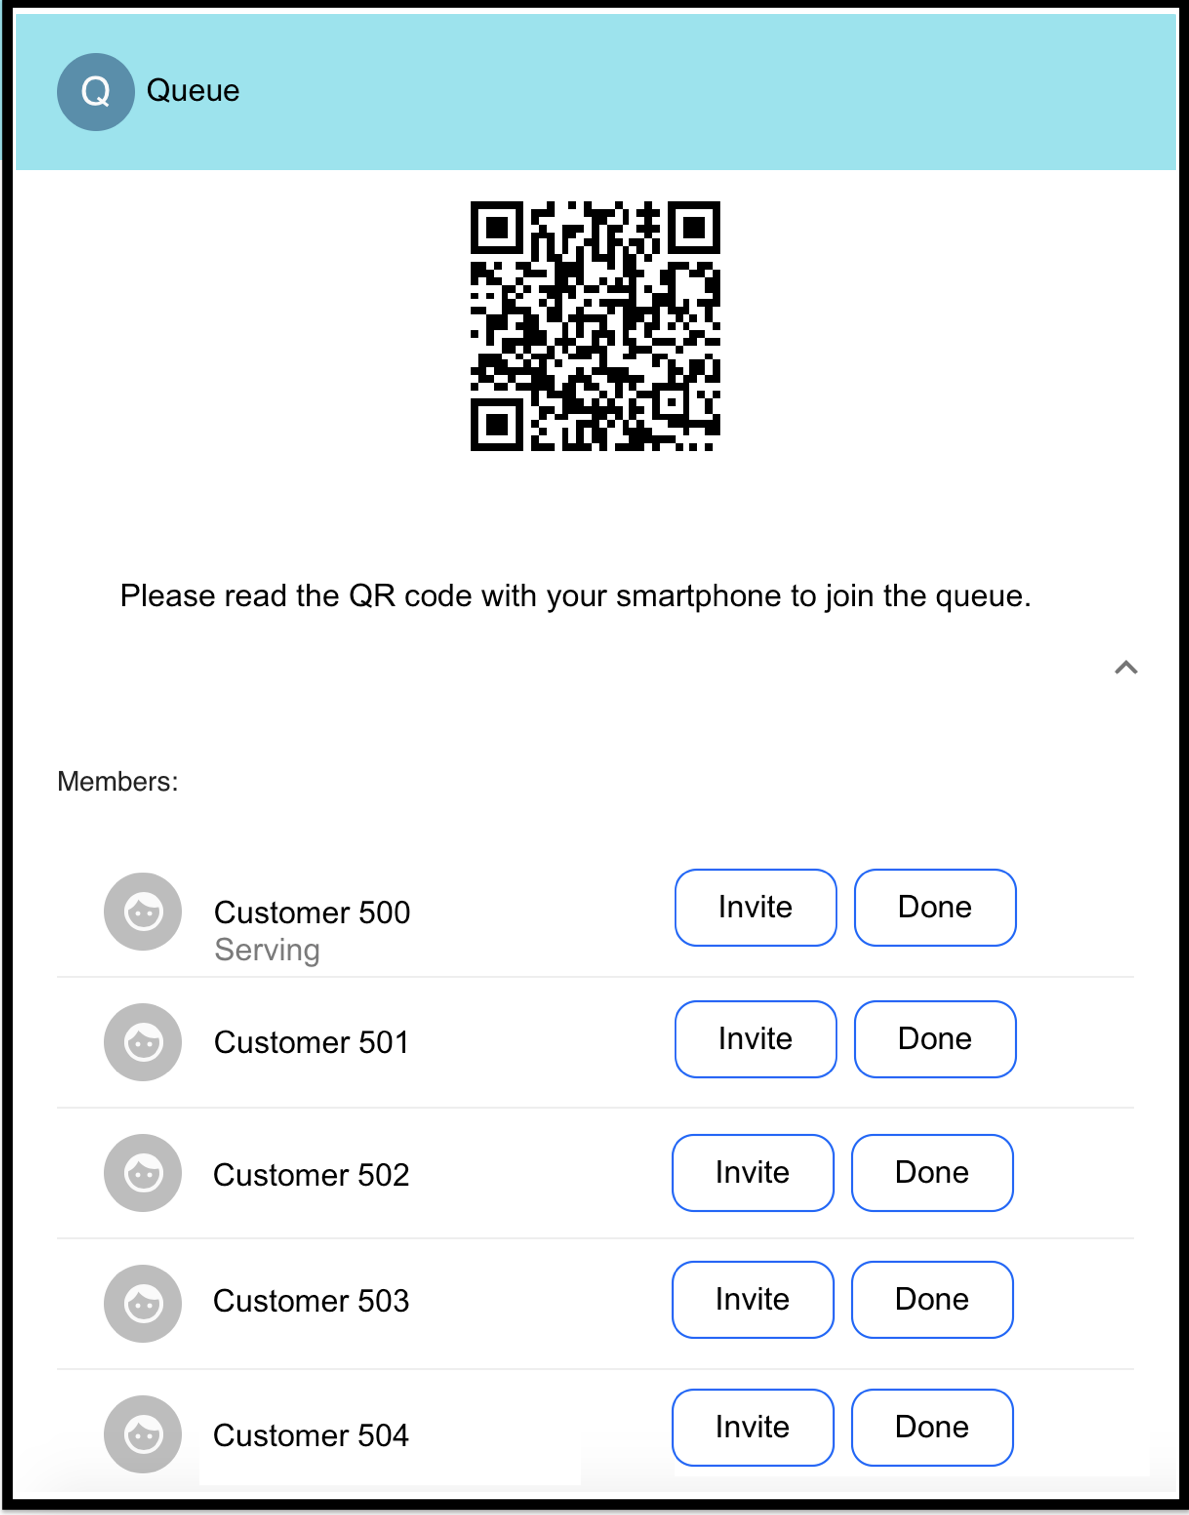 Q Queue
Please read the QR code with your smartphone to join the queue.
Members:
Customer 500 Invite Done
Serving
Customer 501 Invite Done
Customer 502 Invite Done
Customer 503 Invite Done
Customer 504 Invite Done